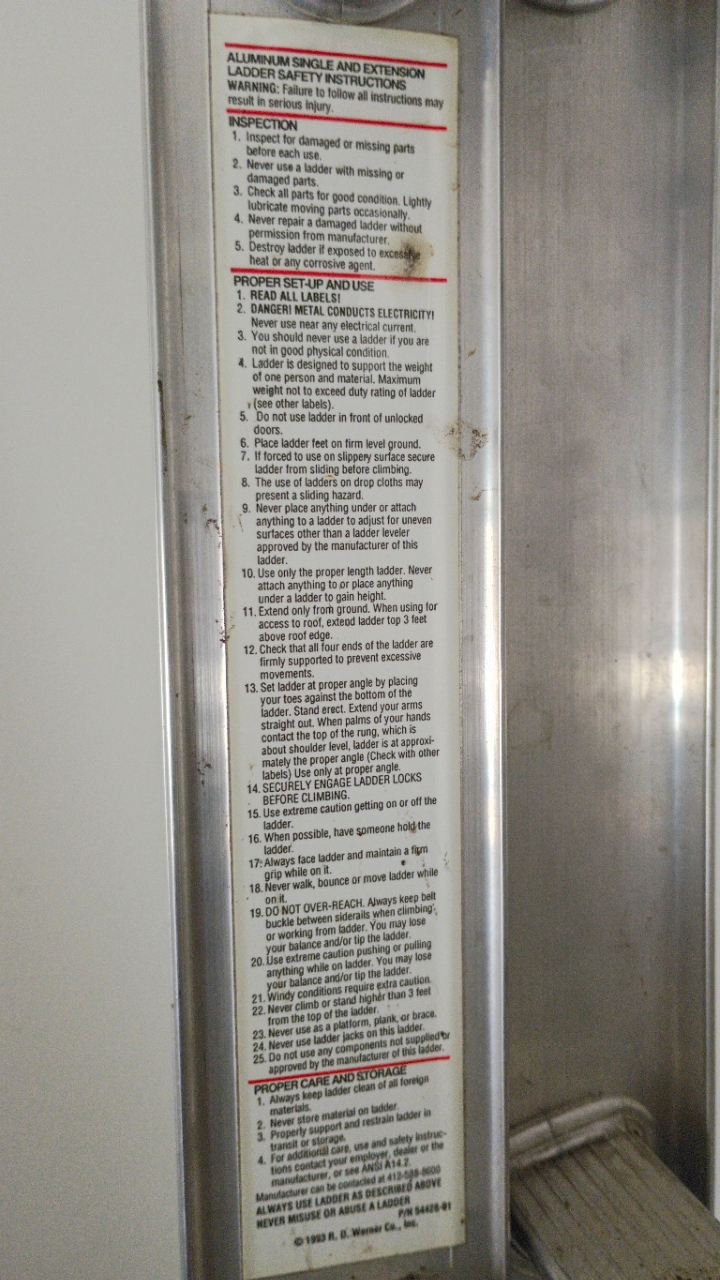 ALUMINUM SINGLE AND EXTENSION
LADDER SAFETY INSTRUCTIONS
WARNING: Failure to follow all instructions may
result in serious injury.
INSPECTION
1. Inspect for damaged or missing parts
before each use.
2. Never use a ladder with missing or
damaged parts.
3. Check all parts for good condition. Lightly
lubricate moving parts occasionally.
4. Never repair a damaged ladder without
permission from manufacturer.
5. Destroy ladder if exposed to excessive
heat or any corrosive agent.
PROPER SET-UP AND USE
1. READ ALL LABELS!
2. DANGER! METAL CONDUCTS ELECTRICITY!
Never use near any electrical current.
3. You should never use a ladder if you are
not in good physical condition.
4. Ladder is designed to support the weight
of one person and material. Maximum
weight not to exceed duty rating of ladder
(see other labels).
5. Do not use ladder in front of unlocked
doors.
6. Place ladder feet on firm level ground.
7. If forced to use on slippery surface secure
ladder from sliding before climbing.
8. The use of ladders on drop cloths may
present a sliding hazard.
9. Never place anything under or attach
anything to a ladder to adjust for uneven
surfaces other than a ladder leveler
approved by the manufacturer of this
ladder.
10. Use only the proper length ladder. Never
attach anything to or place anything
under a ladder to gain height.
11. Extend only from ground. When using for
access to roof, extend ladder top 3 feet
above roof edge.
12. Check that all four ends of the ladder are
firmly supported to prevent excessive
movements.
13. Set ladder at proper angle by placing
your toes against the bottom of the
ladder. Stand erect. Extend your arms
straight out. When palms of your hands
contact the top of the rung, which is
about shoulder level, ladder is at approxi-
mately the proper angle (Check with other
labels) Use only at proper angle.
14. SECURELY ENGAGE LADDER LOCKS
BEFORE CLIMBING.
15. Use extreme caution getting on or off the
ladder.
16. When possible, have someone hold the
ladder.
17. Always face ladder and maintain a firm
grip while on it.
18. Never walk, bounce or move ladder while
on it.
19. DO NOT OVER-REACH. Always keep belt
buckle between siderails when climbing
or working from ladder. You may lose
your balance and/or tip the ladder.
20. Use extreme caution pushing or pulling
anything while on ladder. You may lose
your balance and/or tip the ladder.
21. Windy conditions require extra caution.
22. Never climb or stand higher than 3 feet
from the top of the ladder.
23. Never use as a platform, plank, or brace.
24. Never use ladder jacks on this ladder.
25. Do not use any components not supplied or
approved by the manufacturer of this ladder.
PROPER CARE AND STORAGE
1. Always keep ladder clean of all foreign
materials.
2. Never store material on ladder.
3. Properly support and restrain ladder in
transit or storage.
4. For additional care, use and safety instruc-
tions contact your employer, dealer or the
manufacturer, or see ANSI A14.2.
Manufacturer can be contacted at 412-588-8600
ALWAYS USE LADDER AS DESCRIBED ABOVE
NEVER MISUSE OR ABUSE A LADDER
P/N 54428-01
© 1993 R. D. Werner Co., Inc.